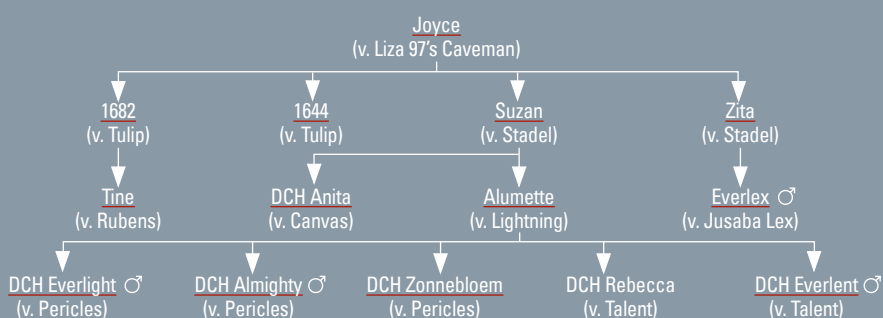 Joyce
(v. Liza 97's Caveman)
1682
(v. Tulip)
1644
(v. Tulip)
Suzan
(v. Stadel)
Zita
(v. Stadel)
Tine
(v. Rubens)
DCH Anita
(v. Canvas)
Alumette
(v. Lightning)
Everlex ♂
(v. Jusaba Lex)
DCH Everlight ♂
(v. Pericles)
DCH Almighty ♂
(v. Pericles)
DCH Zonnebloem
(v. Pericles)
DCH Rebecca
(v. Talent)
DCH Everlent ♂
(v. Talent)